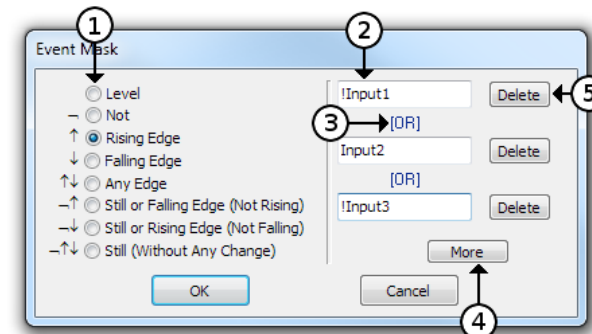 1
2
Event Mask
Level
!Input1
Delete
5
¬ Not
3
[OR]
↑ Rising Edge
↓ Falling Edge
Input2
Delete
↑↓ Any Edge
[OR]
¬↑ Still or Falling Edge (Not Rising)
¬↓ Still or Rising Edge (Not Falling)
!Input3
Delete
¬↑↓ Still (Without Any Change)
More
OK
Cancel
4